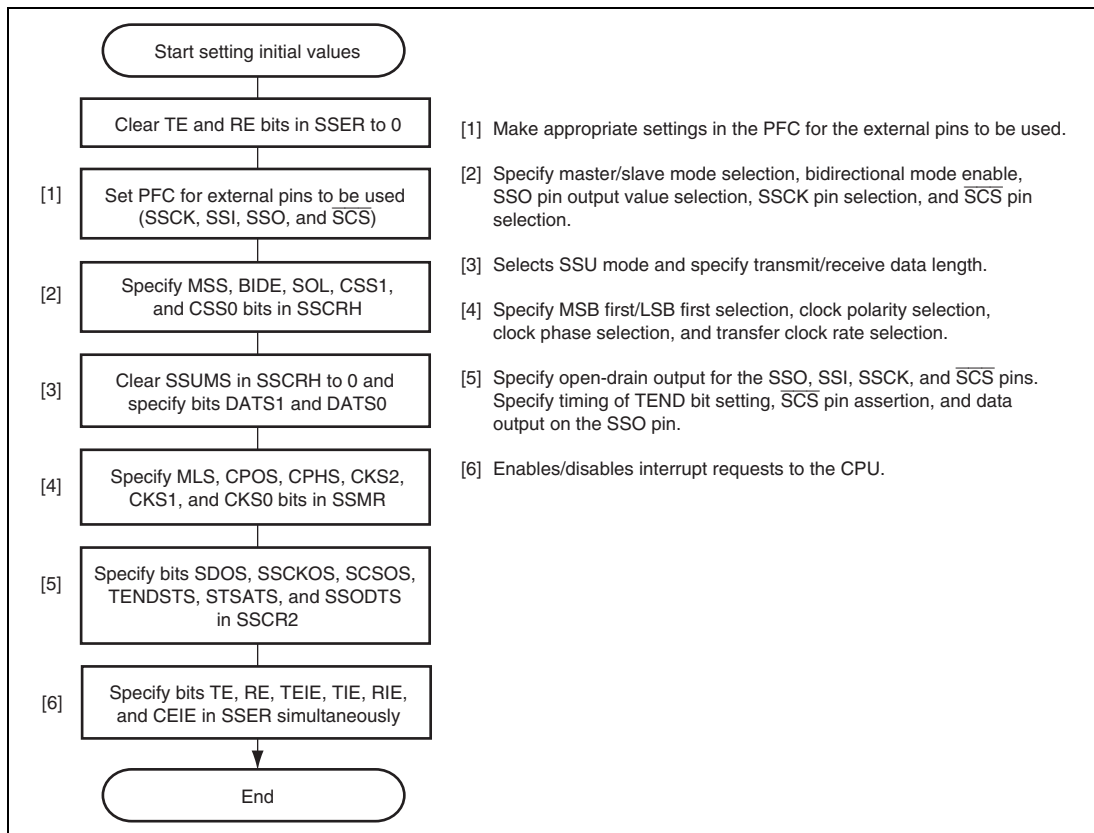 Start setting initial values
Clear TE and RE bits in SSER to 0
[1]
Set PFC for external pins to be used
(SSCK, SSI, SSO, and S̅C̅S̅)
[2]
Specify MSS, BIDE, SOL, CSS1,
and CSS0 bits in SSCRH
[3]
Clear SSUMS in SSCRH to 0 and
specify bits DATS1 and DATS0
[4]
Specify MLS, CPOS, CPHS, CKS2,
CKS1, and CKS0 bits in SSMR
[5]
Specify bits SDOS, SSCKOS, SCSOS,
TENDSTS, STSATS, and SSODTS
in SSCR2
[6]
Specify bits TE, RE, TEIE, TIE, RIE,
and CEIE in SSER simultaneously
End
[1] Make appropriate settings in the PFC for the external pins to be used.
[2] Specify master/slave mode selection, bidirectional mode enable,
SSO pin output value selection, SSCK pin selection, and S̅C̅S̅ pin
selection.
[3] Selects SSU mode and specify transmit/receive data length.
[4] Specify MSB first/LSB first selection, clock polarity selection,
clock phase selection, and transfer clock rate selection.
[5] Specify open-drain output for the SSO, SSI, SSCK, and S̅C̅S̅ pins.
Specify timing of TEND bit setting, S̅C̅S̅ pin assertion, and data
output on the SSO pin.
[6] Enables/disables interrupt requests to the CPU.